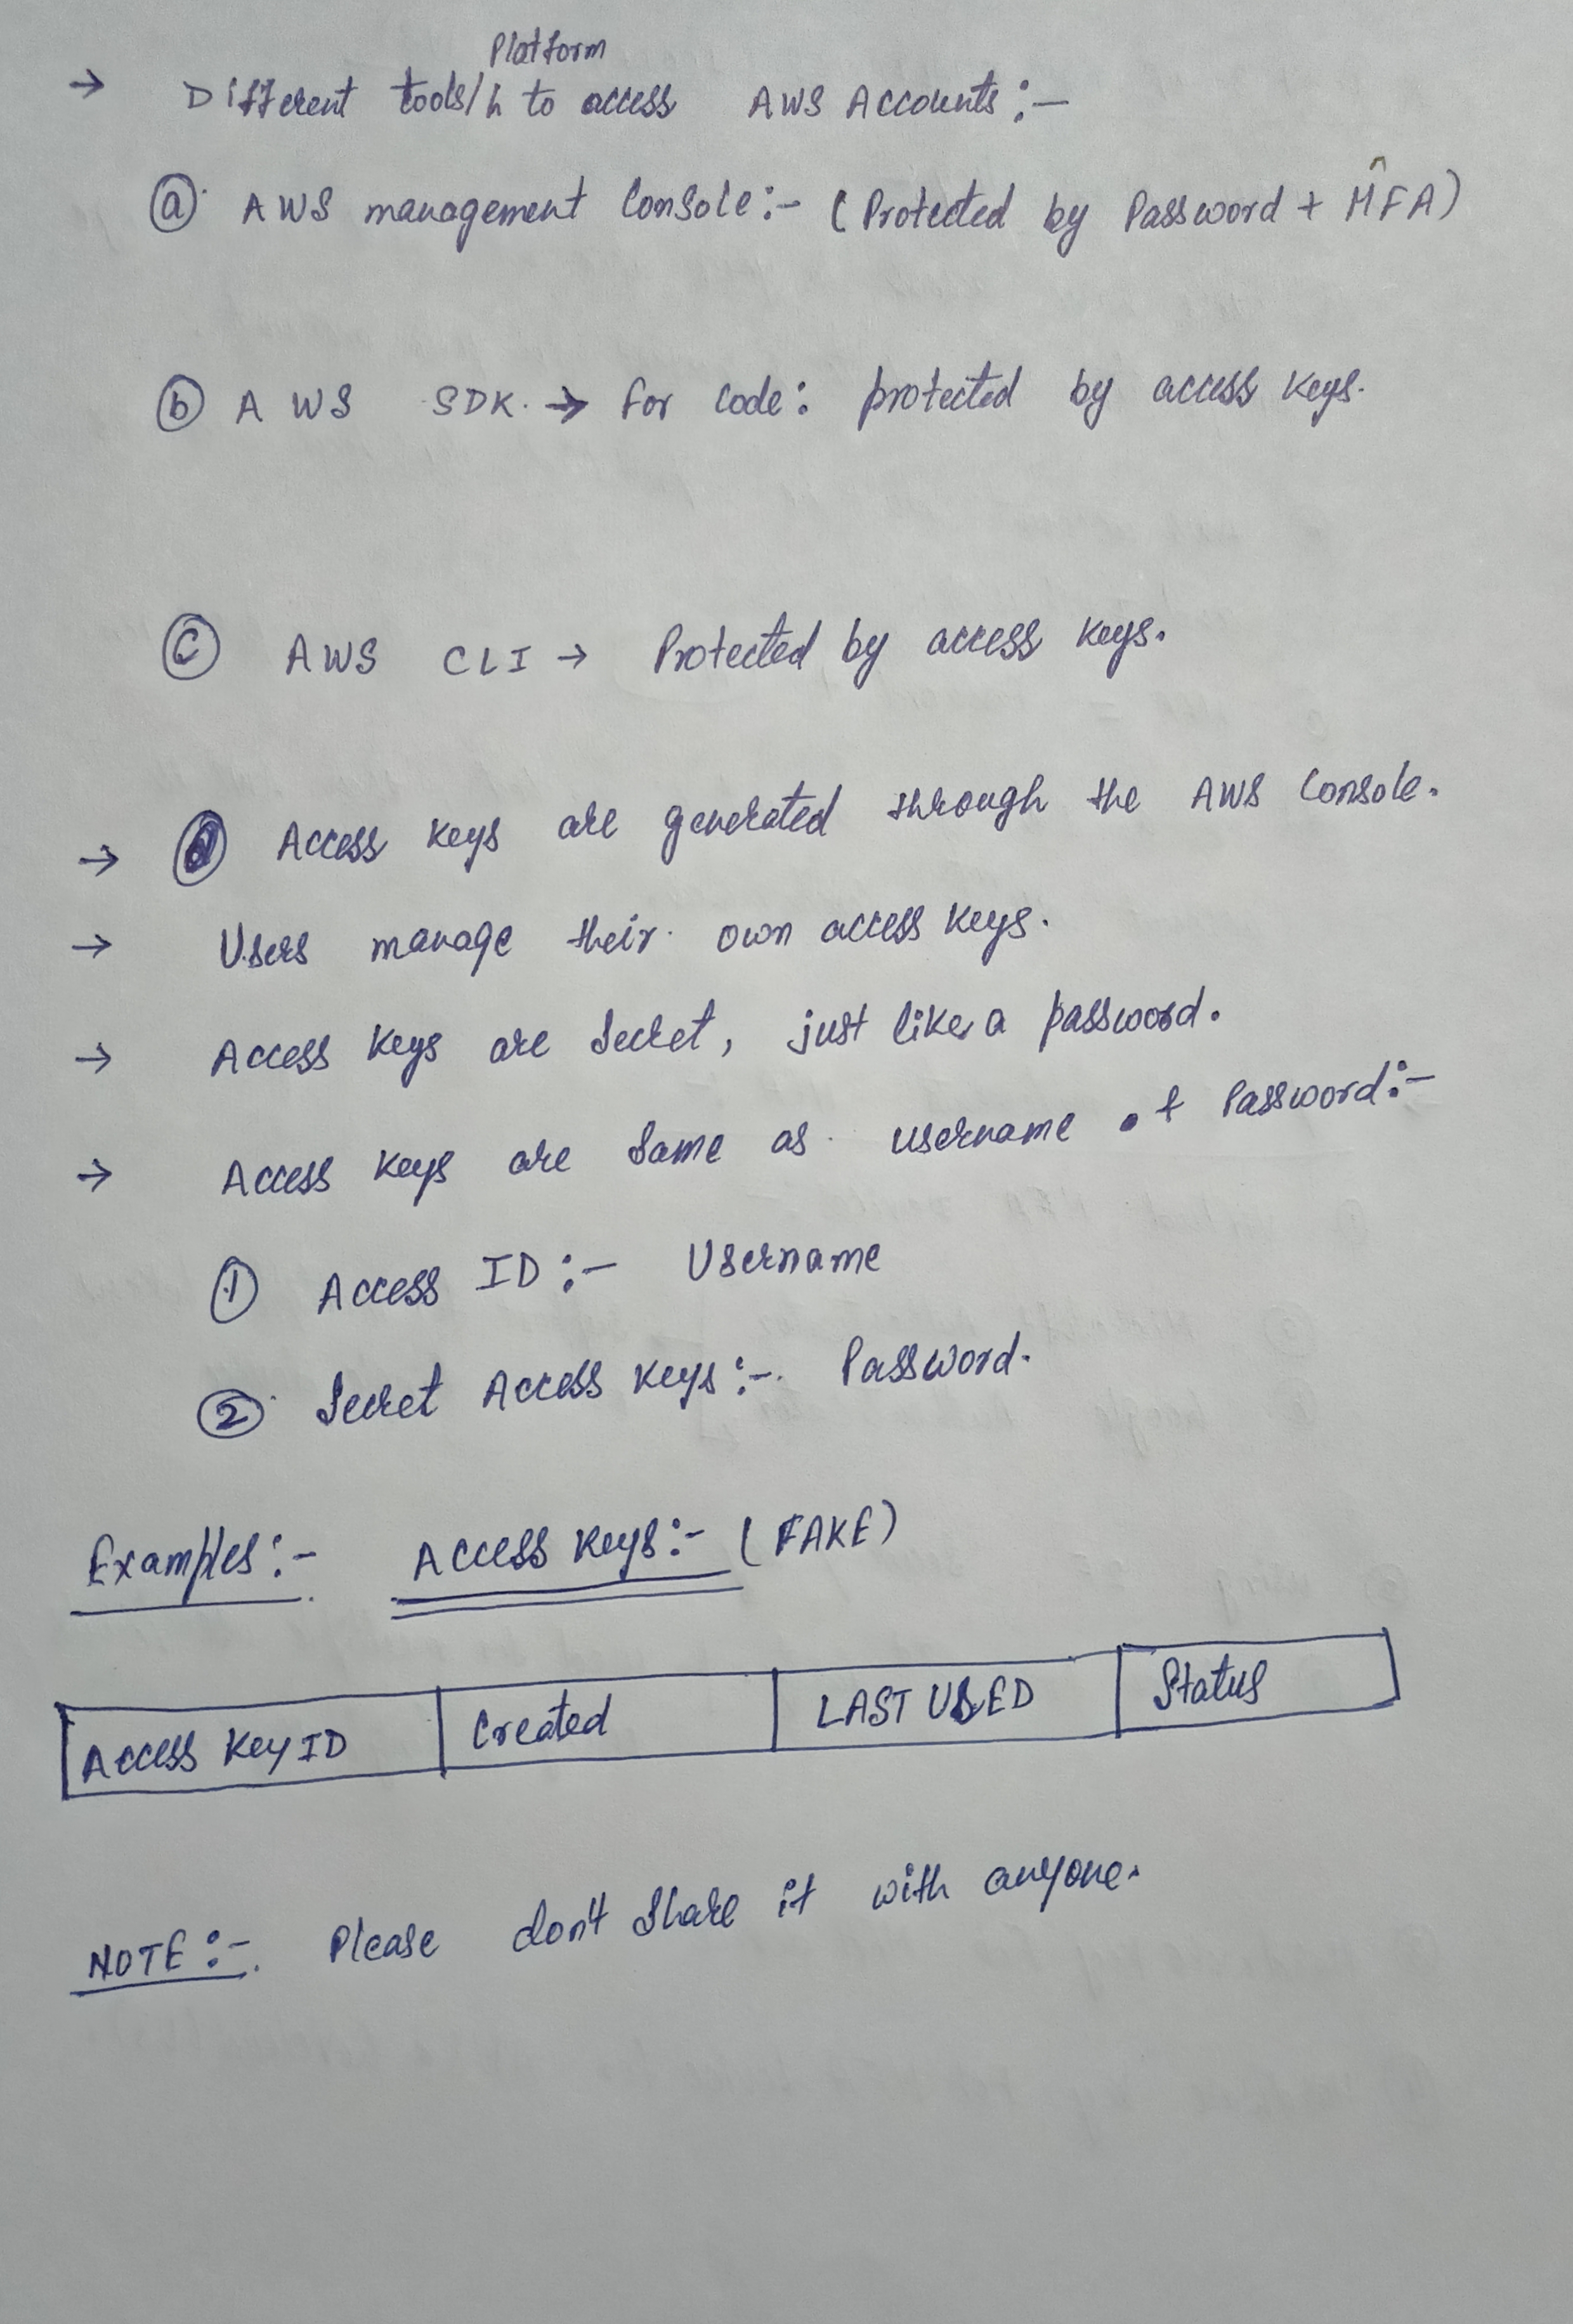 Platform
→ Different tools/h to access AWS Accounts:-
(a) AWS management Console:- (Protected by Password + MFA)
(b) AWS SDK. → For Code: protected by access keys.
(c) AWS CLI → Protected by access keys.
→ Access keys are generated through the AWS Console.
→ Users manage their own access keys.
→ Access keys are Secret, just like a password.
→ Access keys are Same as username + Password:-
(1) Access ID:- Username
(2) Secret Access keys:- Password.
Examples:- Access keys:- (FAKE)
Access Key ID Created LAST USED Status
NOTE:- Please don't Share it with anyone.